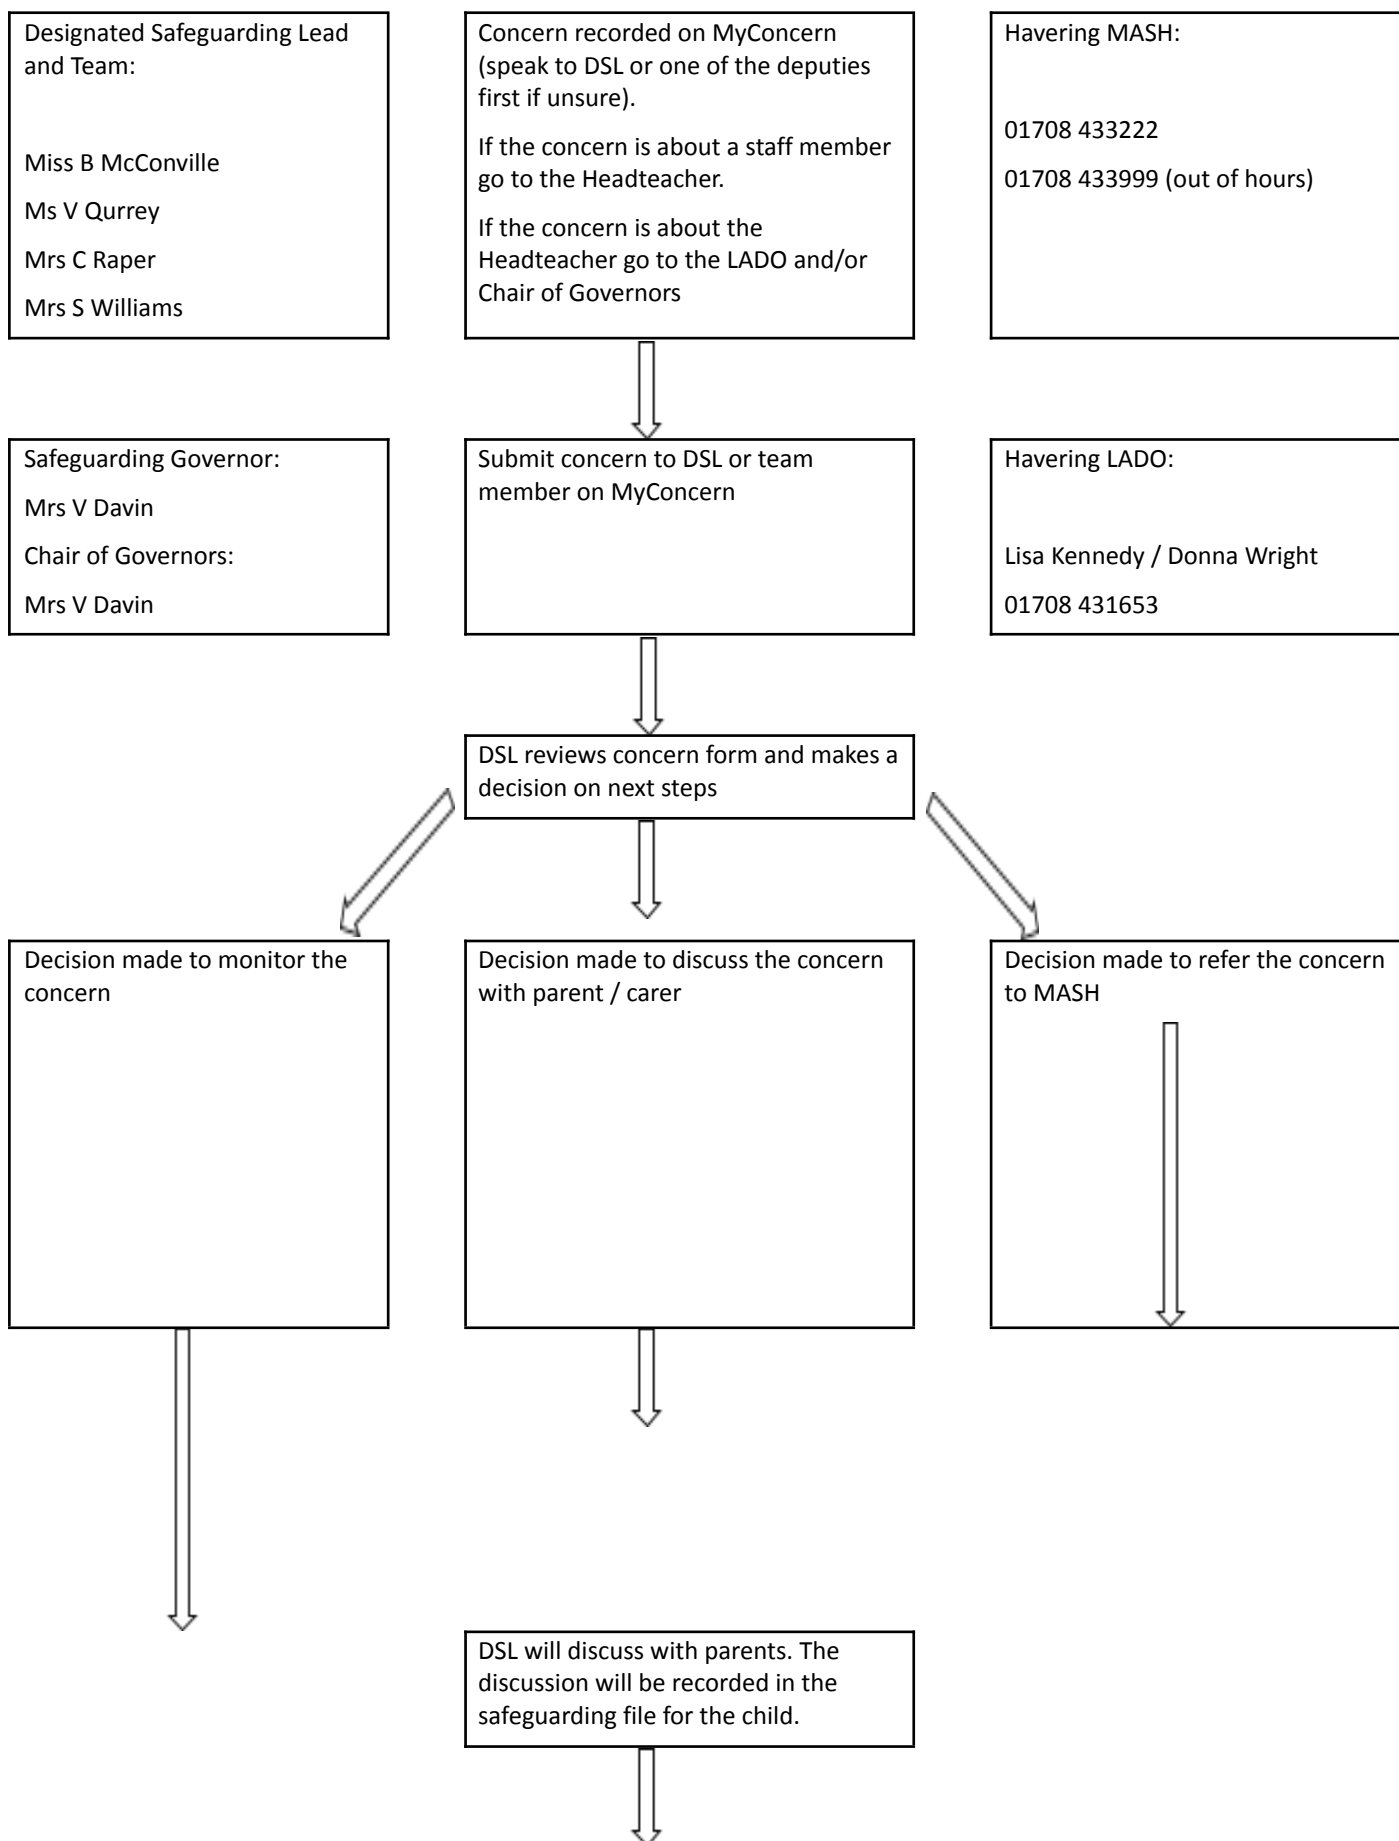 Designated Safeguarding Lead
and Team:
Miss B McConville
Ms V Qurrey
Mrs C Raper
Mrs S Williams
Concern recorded on MyConcern
(speak to DSL or one of the deputies
first if unsure).
If the concern is about a staff member
go to the Headteacher.
If the concern is about the
Headteacher go to the LADO and/or
Chair of Governors
Havering MASH:
01708 433222
01708 433999 (out of hours)
Safeguarding Governor:
Mrs V Davin
Chair of Governors:
Mrs V Davin
Submit concern to DSL or team
member on MyConcern
Havering LADO:
Lisa Kennedy / Donna Wright
01708 431653
DSL reviews concern form and makes a
decision on next steps
Decision made to monitor the
concern
Decision made to discuss the concern
with parent / carer
Decision made to refer the concern
to MASH
DSL will discuss with parents. The
discussion will be recorded in the
safeguarding file for the child.